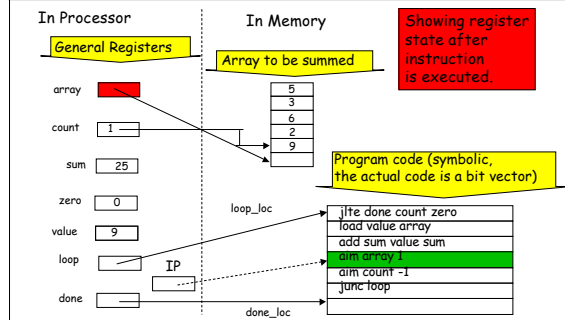 In Processor
In Memory
Showing register
state after
instruction
is executed.
General Registers
Array to be summed
array
count
1
sum
25
zero
0
value
9
loop
IP
done
5
3
6
2
9
Program code (symbolic,
the actual code is a bit vector)
loop_loc
jlte done count zero
load value array
add sum value sum
aim array 1
aim count -1
junc loop
done_loc